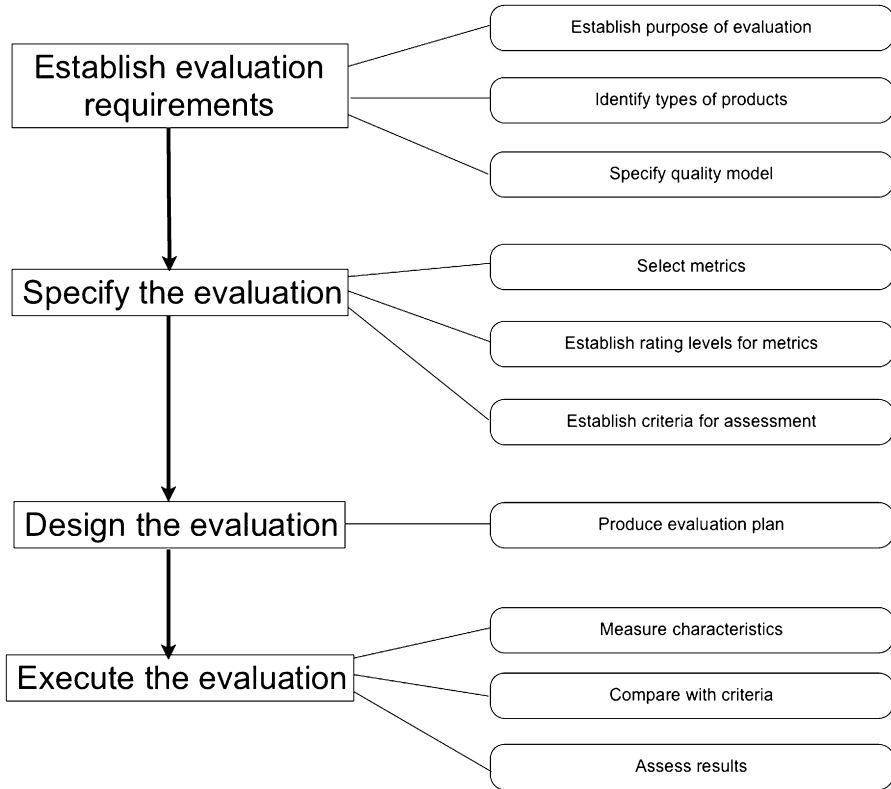 Establish evaluation
requirements
Establish purpose of evaluation
Identify types of products
Specify quality model
Specify the evaluation
Select metrics
Establish rating levels for metrics
Establish criteria for assessment
Design the evaluation
Produce evaluation plan
Execute the evaluation
Measure characteristics
Compare with criteria
Assess results